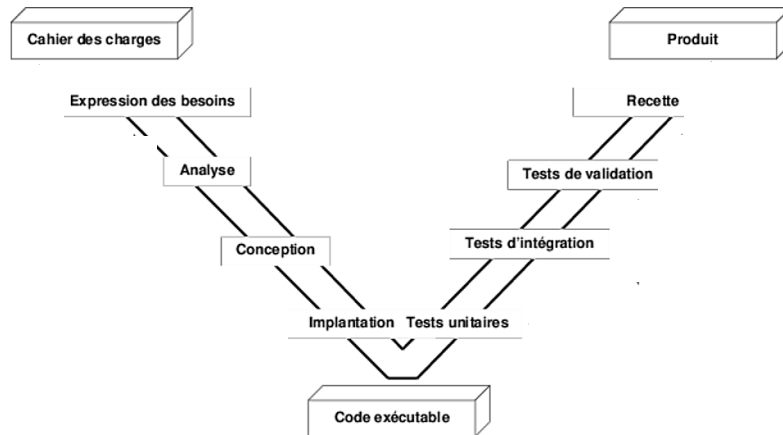 Cahier des charges
Produit
Expression des besoins
Recette
Analyse
Tests de validation
Conception
Tests d'intégration
Implantation
Tests unitaires
Code exécutable